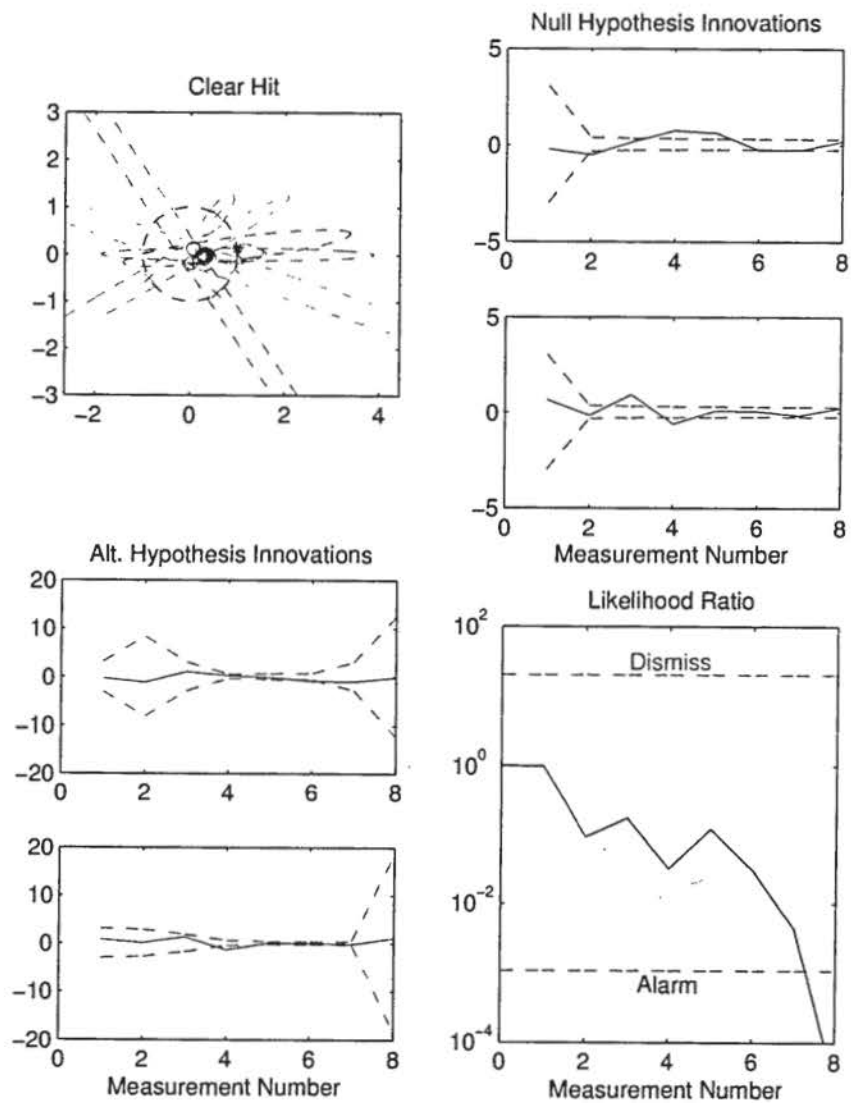 Clear Hit
3
2
1
0
−1
−2
−3
−2 0 2 4
Null Hypothesis Innovations
5
0
−5
0 2 4 6 8
5
0
−5
0 2 4 6 8
Measurement Number
Alt. Hypothesis Innovations
20
10
0
−10
−20
0 2 4 6 8
20
10
0
−10
−20
0 2 4 6 8
Measurement Number
Likelihood Ratio
10^2
Dismiss
10^0
10^−2
Alarm
10^−4
0 2 4 6 8
Measurement Number